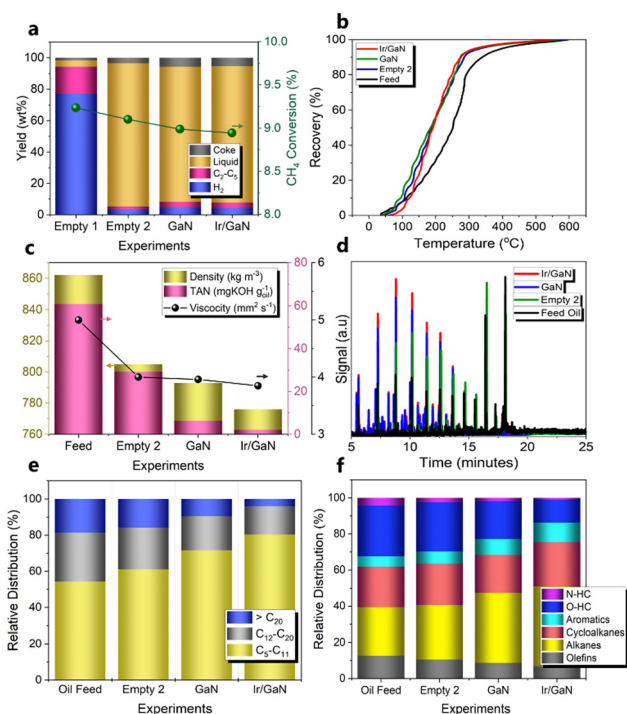 a
Yield (wt%)
100
80
60
40
20
0
10.0
9.5
9.0
8.5
8.0
CH4 Conversion (%)
Coke
Liquid
C2-C5
H2
Empty 1 Empty 2 GaN Ir/GaN
Experiments
b
Recovery (%)
100
80
60
40
20
0
Ir/GaN
GaN
Empty 2
Feed
0 100 200 300 400 500 600
Temperature (°C)
c
860
840
820
800
780
760
Density (kg m-3)
TAN (mgKOH g-1oil)
Viscocity (mm2 s-1)
80
60
40
20
0
6
5
4
3
Feed Empty 2 GaN Ir/GaN
Experiments
d
Signal (a.u)
Ir/GaN
GaN
Empty 2
Feed Oil
5 10 15 20 25
Time (minutes)
e
Relative Distribution (%)
100
80
60
40
20
0
> C20
C12-C20
C5-C11
Oil Feed Empty 2 GaN Ir/GaN
Experiments
f
Relative Distribution (%)
100
80
60
40
20
0
N-HC
O-HC
Aromatics
Cycloalkanes
Alkanes
Olefins
Oil Feed Empty 2 GaN Ir/GaN
Experiments